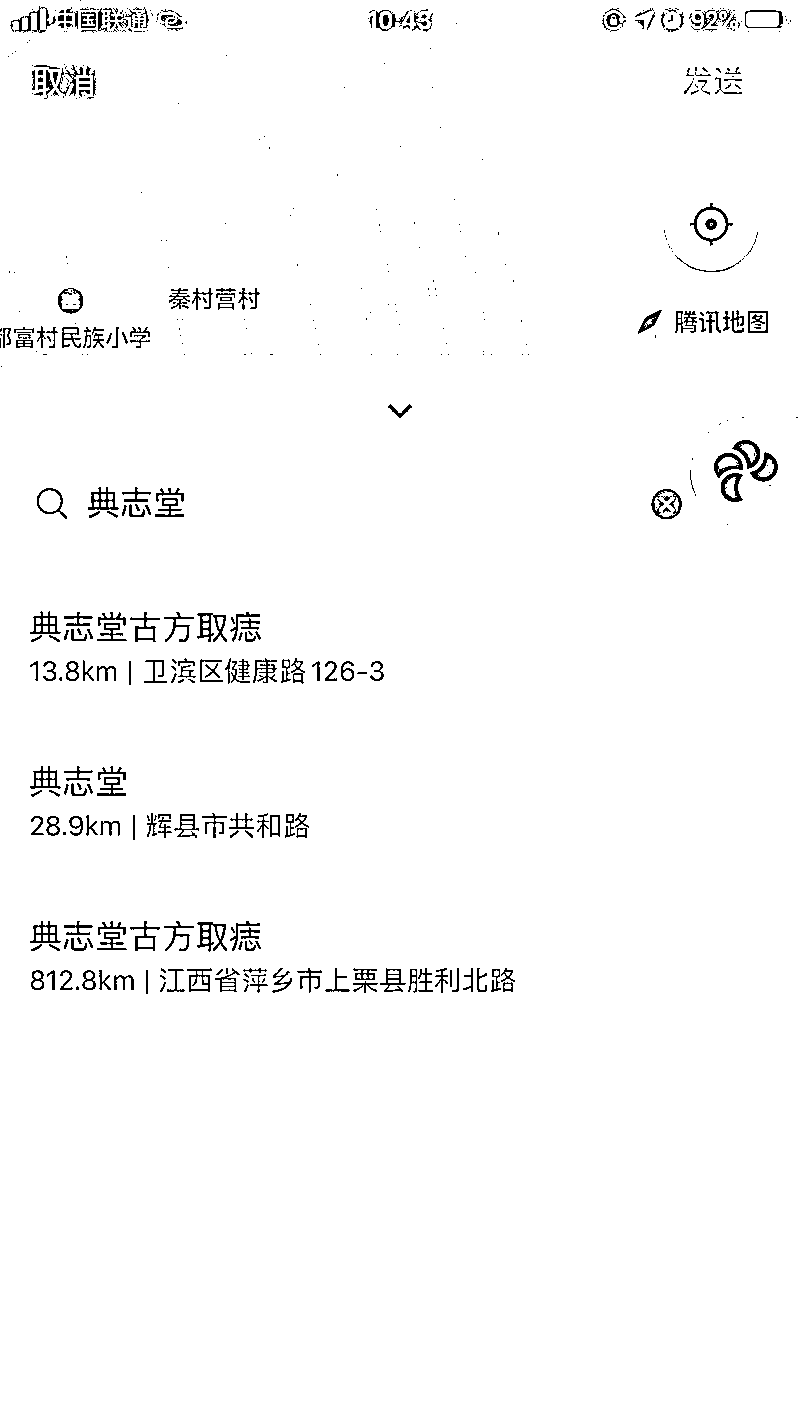 中国联通 10:43 92%
取消 发送
秦村营村
都富村民族小学
腾讯地图
典志堂
典志堂古方取痣
13.8km | 卫滨区健康路126-3
典志堂
28.9km | 辉县市共和路
典志堂古方取痣
812.8km | 江西省萍乡市上栗县胜利北路